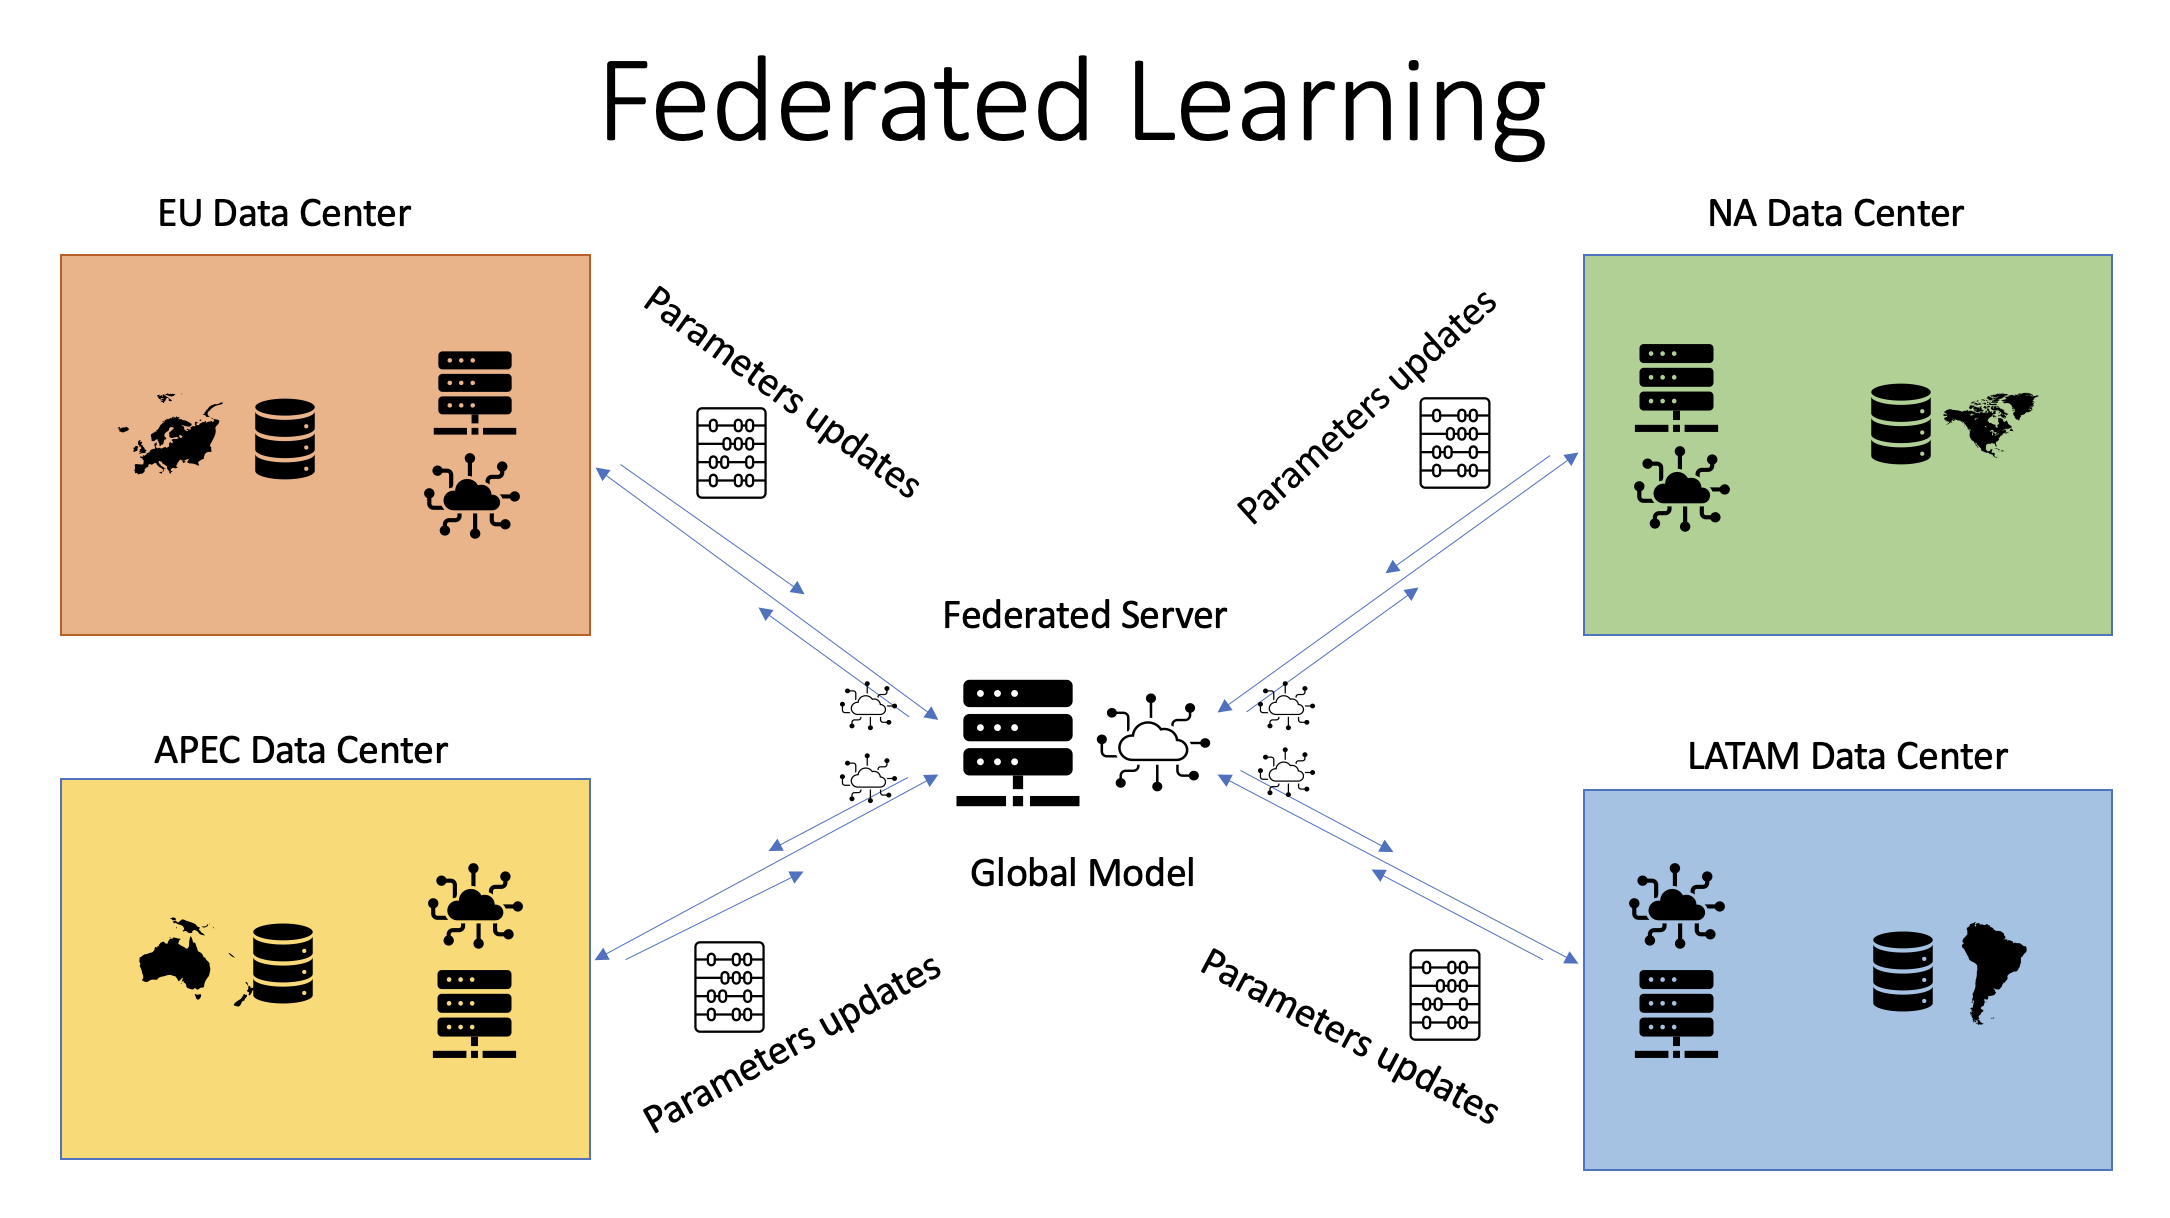 Federated Learning
EU Data Center
NA Data Center
Parameters updates
Parameters updates
Federated Server
APEC Data Center
LATAM Data Center
Global Model
Parameters updates
Parameters updates